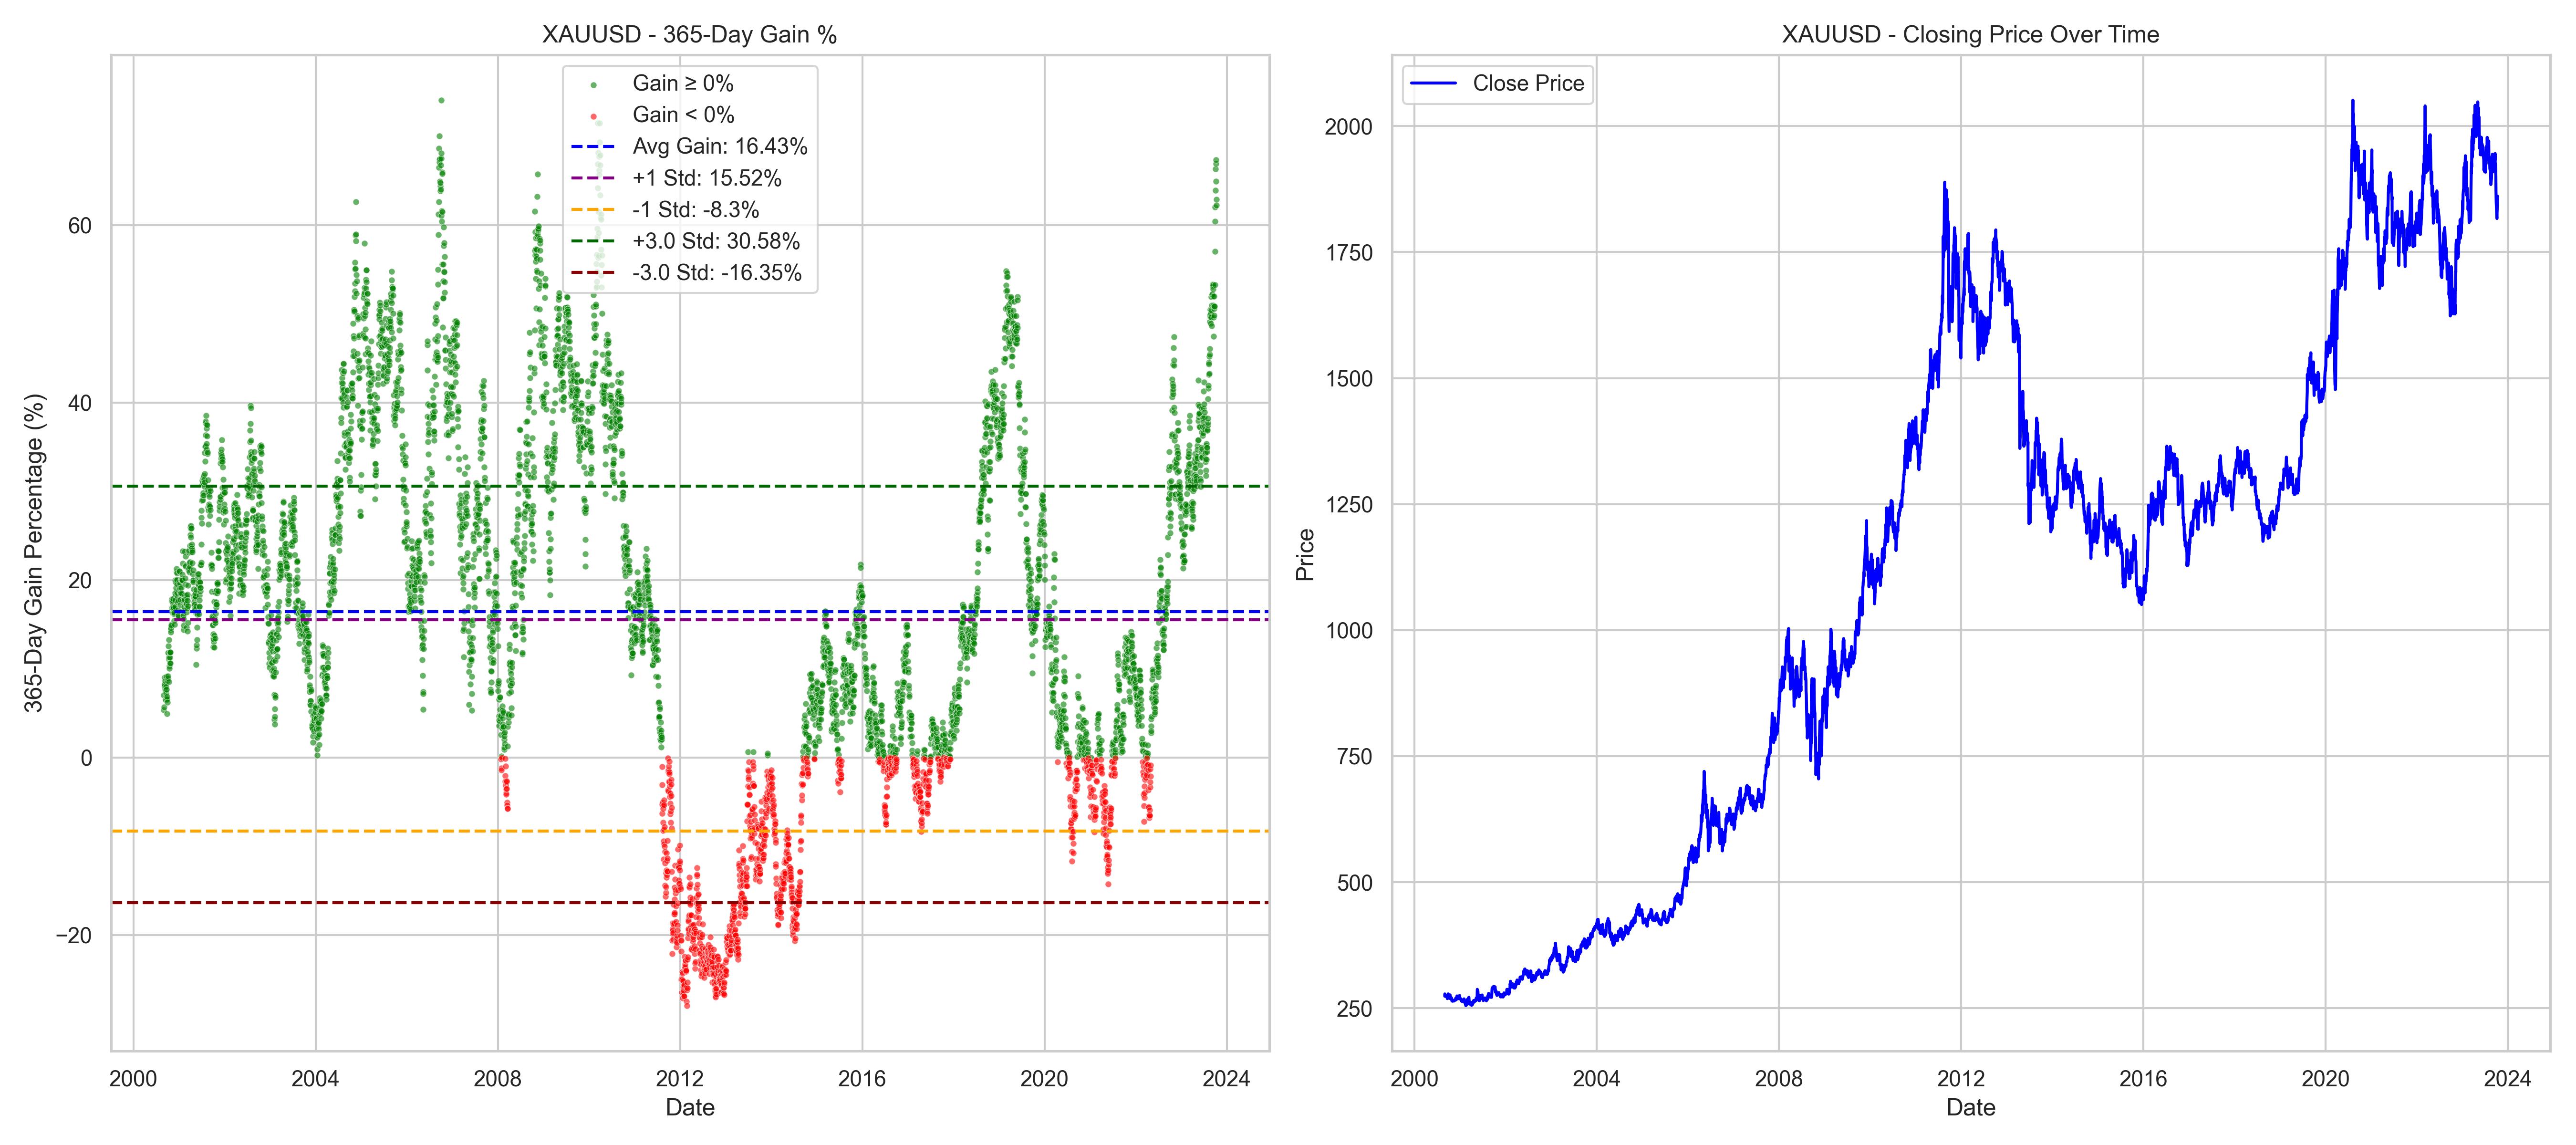 XAUUSD - 365-Day Gain %
Gain ≥ 0%
Gain < 0%
Avg Gain: 16.43%
+1 Std: 15.52%
-1 Std: -8.3%
+3.0 Std: 30.58%
-3.0 Std: -16.35%
365-Day Gain Percentage (%)
60
40
20
0
−20
2000
2004
2008
2012
2016
2020
2024
Date
XAUUSD - Closing Price Over Time
Close Price
Price
2000
1750
1500
1250
1000
750
500
250
2000
2004
2008
2012
2016
2020
2024
Date